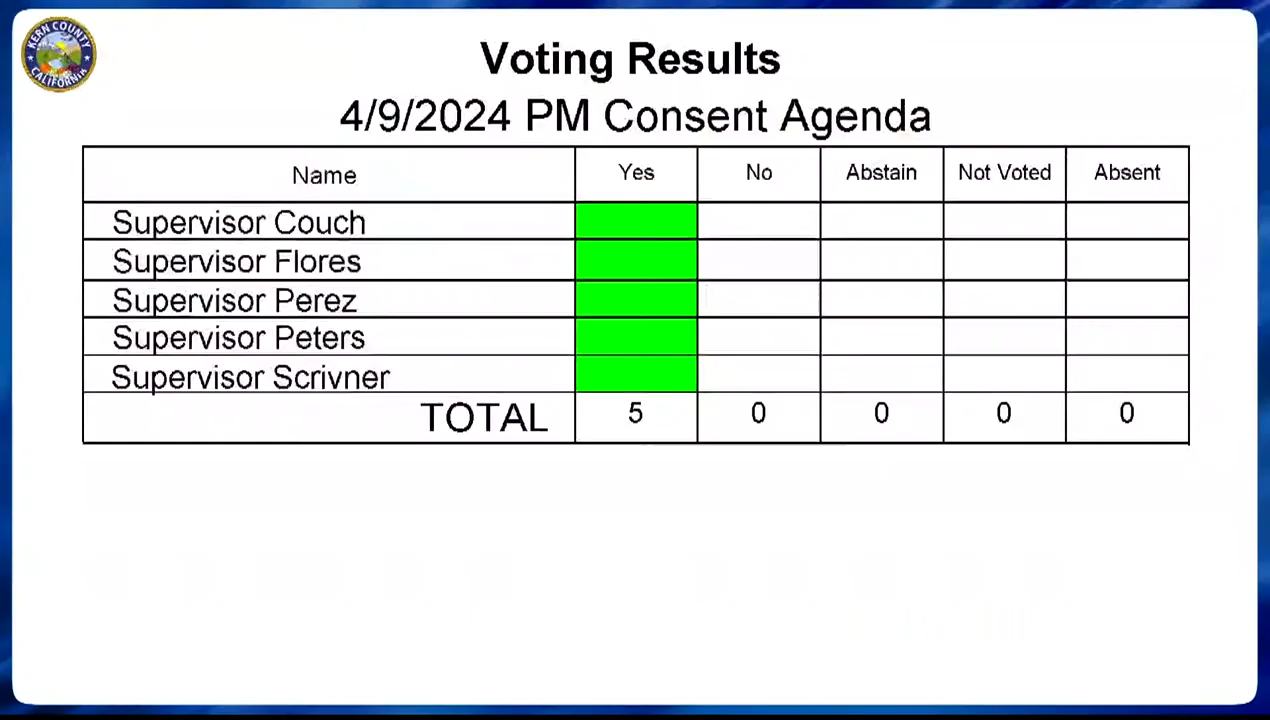 KERN COUNTY
CALIFORNIA
Voting Results
4/9/2024 PM Consent Agenda
Name Yes No Abstain Not Voted Absent
Supervisor Couch
Supervisor Flores
Supervisor Perez
Supervisor Peters
Supervisor Scrivner
TOTAL 5 0 0 0 0